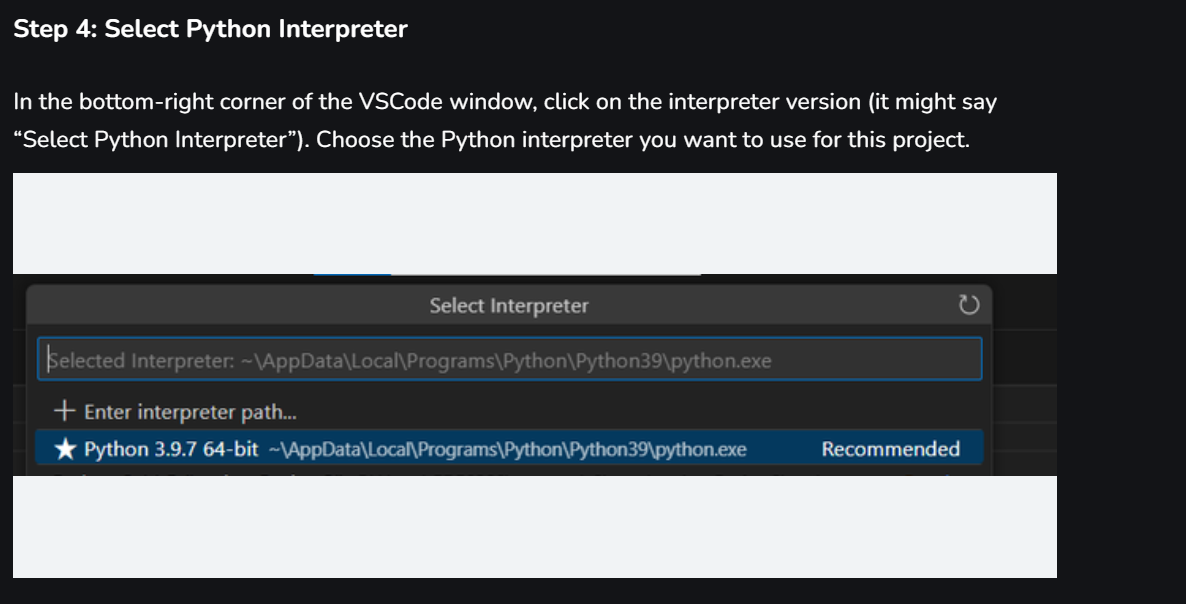 Step 4: Select Python Interpreter
In the bottom-right corner of the VSCode window, click on the interpreter version (it might say
“Select Python Interpreter”). Choose the Python interpreter you want to use for this project.
Select Interpreter
Selected Interpreter: ~\AppData\Local\Programs\Python\Python39\python.exe
Enter interpreter path...
Python 3.9.7 64-bit ~\AppData\Local\Programs\Python\Python39\python.exe Recommended